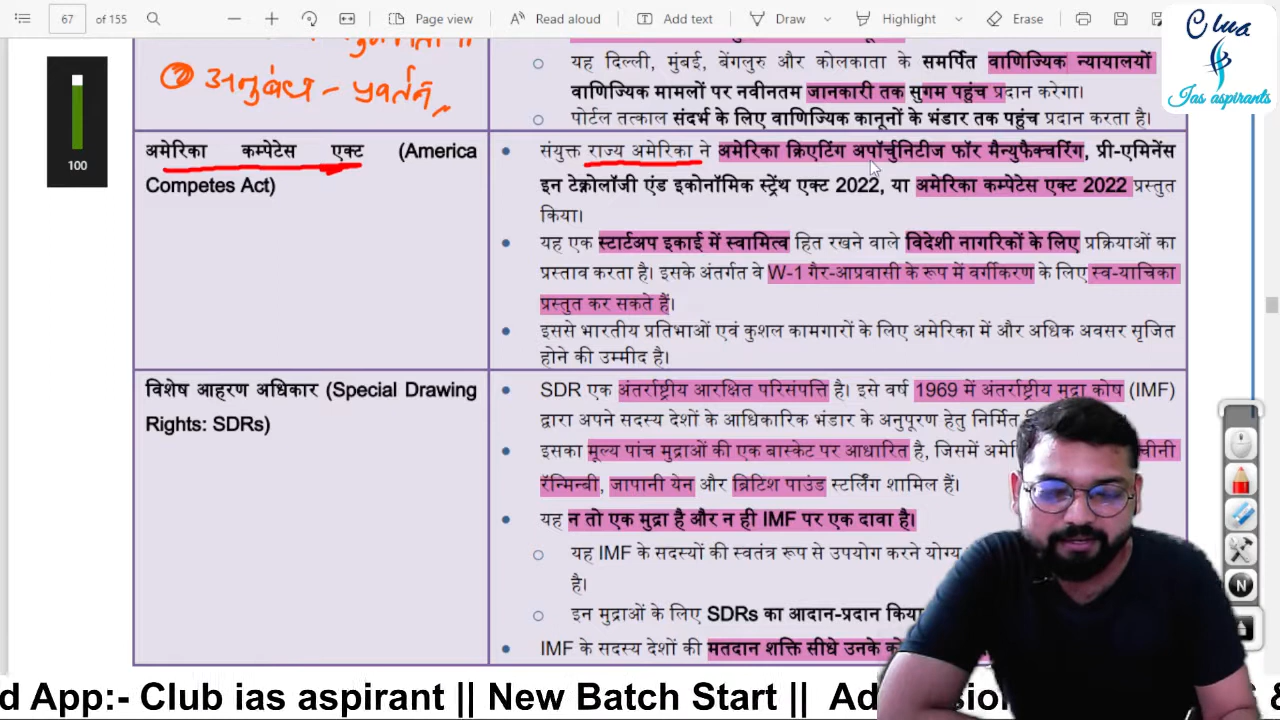 67 of 155 Page view Read aloud Add text Draw Highlight Erase
Club
Ias aspirants
② अनुबंध - प्रवर्तन
100
यह दिल्ली, मुंबई, बेंगलुरु और कोलकाता के समर्पित वाणिज्यिक न्यायालयों
वाणिज्यिक मामलों पर नवीनतम जानकारी तक सुगम पहुंच प्रदान करेगा।
पोर्टल तत्काल संदर्भ के लिए वाणिज्यिक कानूनों के भंडार तक पहुंच प्रदान करता है।
अमेरिका कम्पेटेस एक्ट (America
Competes Act)
संयुक्त राज्य अमेरिका ने अमेरिका क्रिएटिंग अपॉर्चुनिटीज फॉर मैन्युफैक्चरिंग, प्री-एमिनेंस
इन टेक्नोलॉजी एंड इकोनॉमिक स्ट्रेंथ एक्ट 2022, या अमेरिका कम्पेटेस एक्ट 2022 प्रस्तुत
किया।
यह एक स्टार्टअप इकाई में स्वामित्व हित रखने वाले विदेशी नागरिकों के लिए प्रक्रियाओं का
प्रस्ताव करता है। इसके अंतर्गत वे W-1 गैर-आप्रवासी के रूप में वर्गीकरण के लिए स्व-याचिका
प्रस्तुत कर सकते हैं।
इससे भारतीय प्रतिभाओं एवं कुशल कामगारों के लिए अमेरिका में और अधिक अवसर सृजित
होने की उम्मीद है।
विशेष आहरण अधिकार (Special Drawing
Rights: SDRs)
SDR एक अंतर्राष्ट्रीय आरक्षित परिसंपत्ति है। इसे वर्ष 1969 में अंतर्राष्ट्रीय मुद्रा कोष (IMF)
द्वारा अपने सदस्य देशों के आधिकारिक भंडार के अनुपूरण हेतु निर्मित
इसका मूल्य पांच मुद्राओं की एक बास्केट पर आधारित है, जिसमें चीनी
रॅन्मिन्बी, जापानी येन और ब्रिटिश पाउंड स्टर्लिंग शामिल हैं।
यह न तो एक मुद्रा है और न ही IMF पर एक दावा है।
यह IMF के सदस्यों की स्वतंत्र रूप से उपयोग करने योग्य
है।
इन मुद्राओं के लिए SDRs का आदान-प्रदान किया
IMF के सदस्य देशों की मतदान शक्ति सीधे उनके
N
d App:- Club ias aspirant || New Batch Start ||